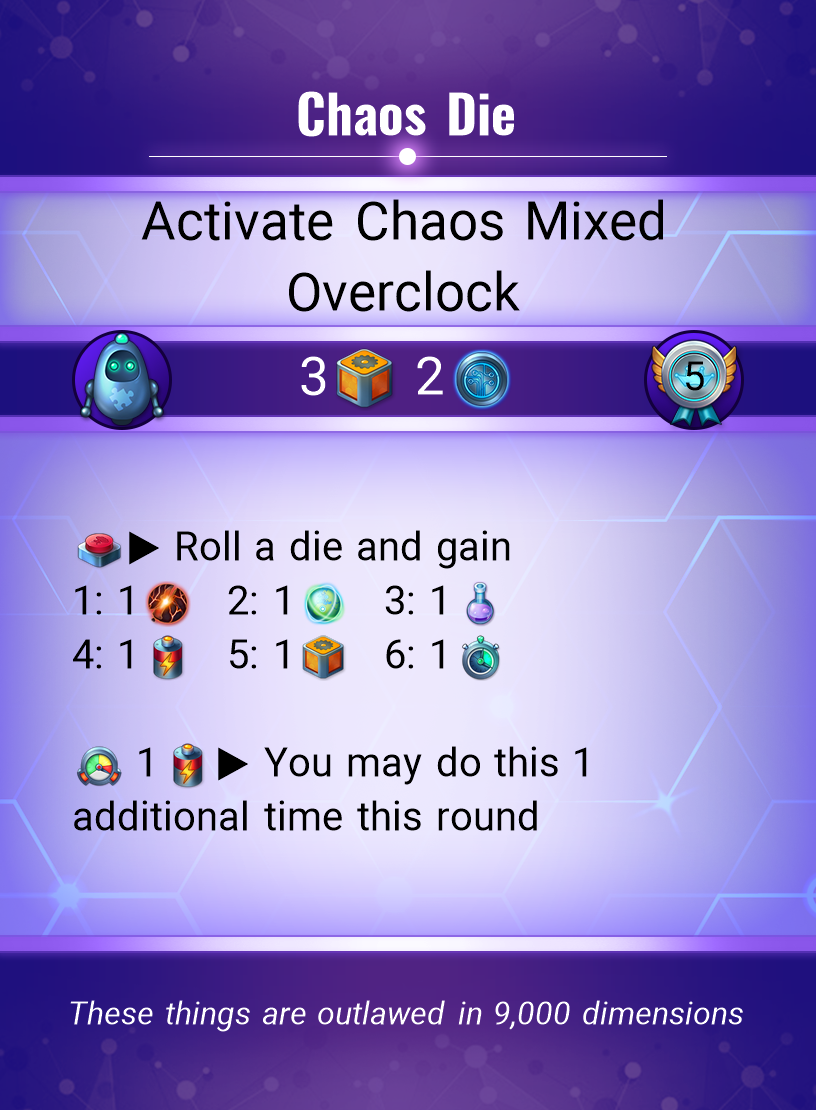 Chaos Die
Activate Chaos Mixed
Overclock
3 2 5
▶ Roll a die and gain
1: 1 2: 1 3: 1
4: 1 5: 1 6: 1
1 ▶ You may do this 1
additional time this round
These things are outlawed in 9,000 dimensions